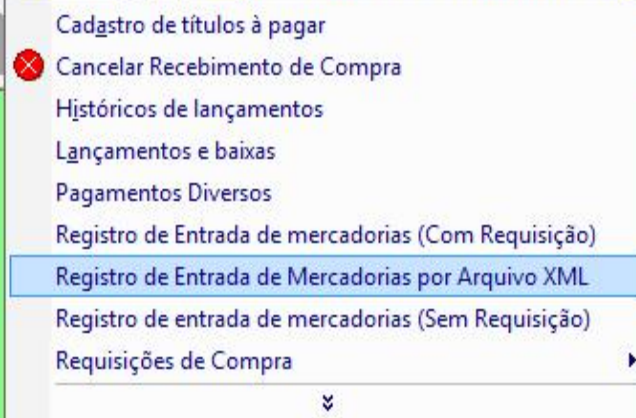 Cadastro de títulos à pagar
Cancelar Recebimento de Compra
Históricos de lançamentos
Lançamentos e baixas
Pagamentos Diversos
Registro de Entrada de mercadorias (Com Requisição)
Registro de Entrada de Mercadorias por Arquivo XML
Registro de entrada de mercadorias (Sem Requisição)
Requisições de Compra